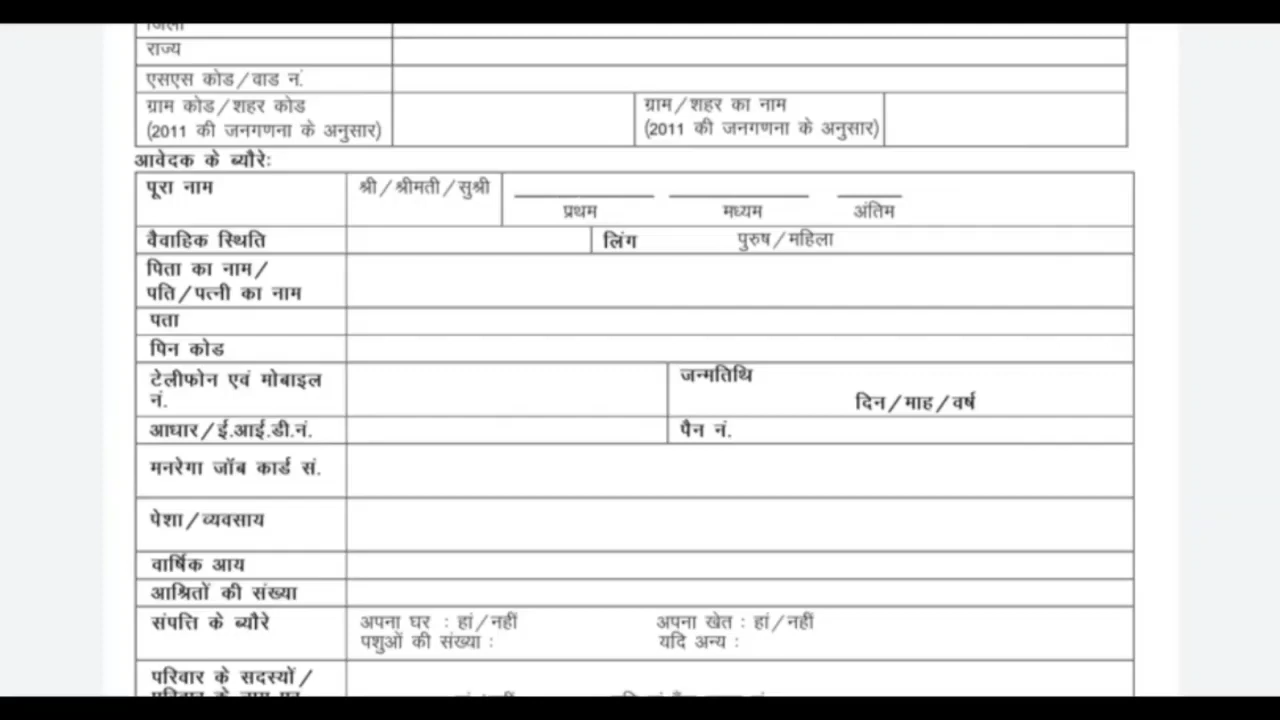 जिला
राज्य
एसएस कोड/वाड नं.
ग्राम कोड/शहर कोड
(2011 की जनगणना के अनुसार)
ग्राम/शहर का नाम
(2011 की जनगणना के अनुसार)
आवेदक के ब्यौरेः
पूरा नाम
श्री/श्रीमती/सुश्री
प्रथम मध्यम अंतिम
वैवाहिक स्थिति
लिंग पुरुष/महिला
पिता का नाम/
पति/पत्नी का नाम
पता
पिन कोड
टेलीफोन एवं मोबाइल
नं.
जन्मतिथि
दिन/माह/वर्ष
आधार/ई.आई.डी.नं.
पैन नं.
मनरेगा जॉब कार्ड सं.
पेशा/व्यवसाय
वार्षिक आय
आश्रितों की संख्या
संपत्ति के ब्यौरे
अपना घर : हां/नहीं अपना खेत : हां/नहीं
पशुओं की संख्या : यदि अन्य :
परिवार के सदस्यों/